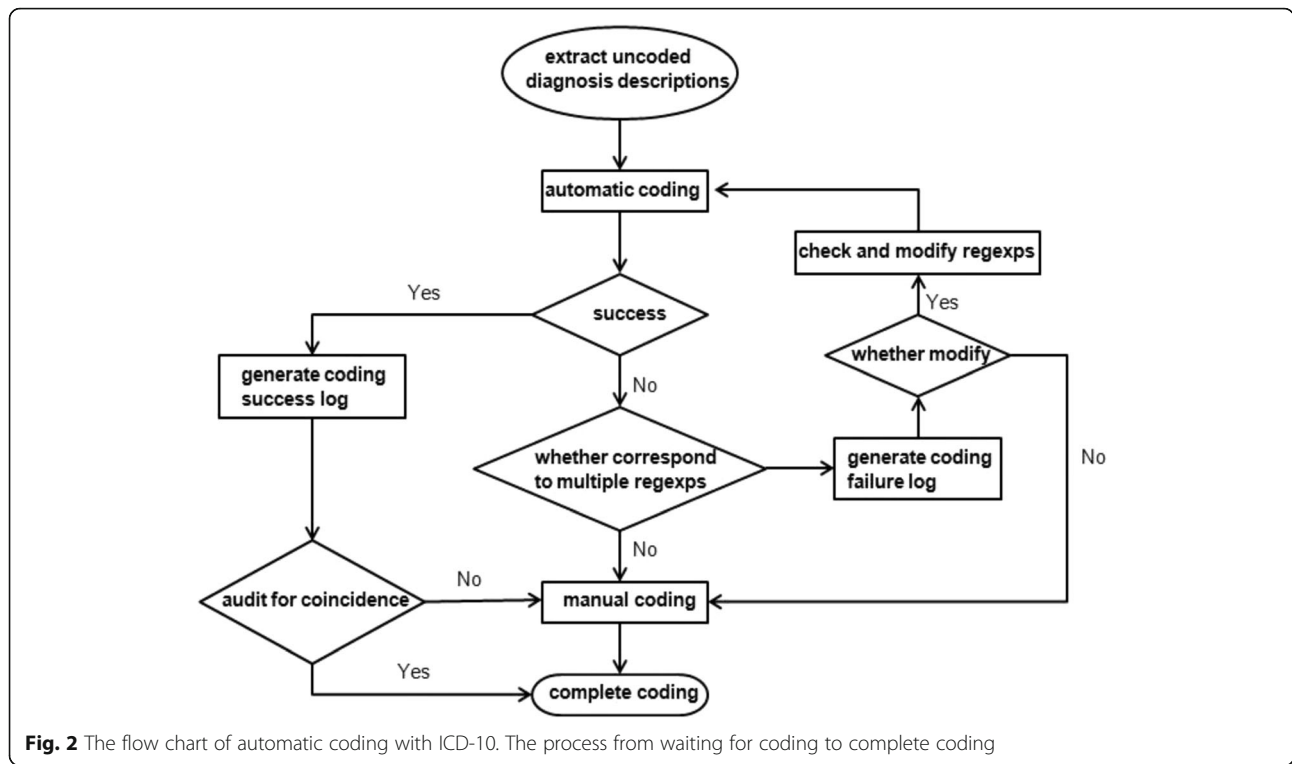 extract uncoded
diagnosis descriptions
automatic coding
check and modify regexps
Yes
success
Yes
whether modify
generate coding
success log
No
whether correspond
to multiple regexps
generate coding
failure log
No
No
audit for coincidence
No
manual coding
Yes
complete coding
Fig. 2 The flow chart of automatic coding with ICD-10. The process from waiting for coding to complete coding